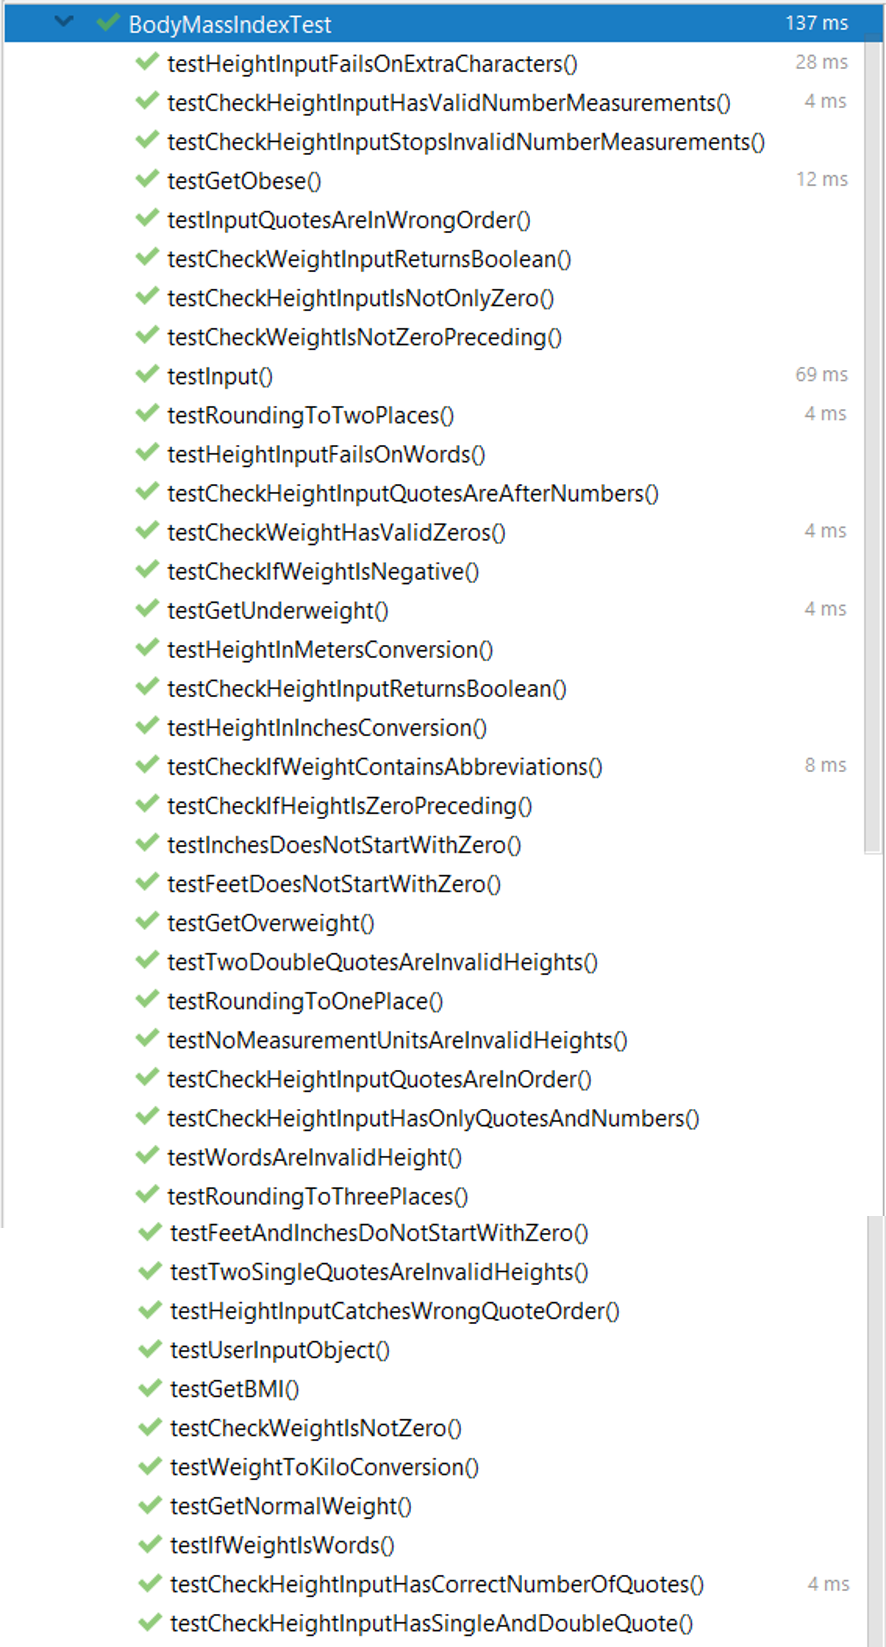 BodyMassIndexTest 137 ms
testHeightInputFailsOnExtraCharacters() 28 ms
testCheckHeightInputHasValidNumberMeasurements() 4 ms
testCheckHeightInputStopsInvalidNumberMeasurements()
testGetObese() 12 ms
testInputQuotesAreInWrongOrder()
testCheckWeightInputReturnsBoolean()
testCheckHeightInputIsNotOnlyZero()
testCheckWeightIsNotZeroPreceding()
testInput() 69 ms
testRoundingToTwoPlaces() 4 ms
testHeightInputFailsOnWords()
testCheckHeightInputQuotesAreAfterNumbers()
testCheckWeightHasValidZeros() 4 ms
testCheckIfWeightIsNegative()
testGetUnderweight() 4 ms
testHeightInMetersConversion()
testCheckHeightInputReturnsBoolean()
testHeightInInchesConversion()
testCheckIfWeightContainsAbbreviations() 8 ms
testCheckIfHeightIsZeroPreceding()
testInchesDoesNotStartWithZero()
testFeetDoesNotStartWithZero()
testGetOverweight()
testTwoDoubleQuotesAreInvalidHeights()
testRoundingToOnePlace()
testNoMeasurementUnitsAreInvalidHeights()
testCheckHeightInputQuotesAreInOrder()
testCheckHeightInputHasOnlyQuotesAndNumbers()
testWordsAreInvalidHeight()
testRoundingToThreePlaces()
testFeetAndInchesDoNotStartWithZero()
testTwoSingleQuotesAreInvalidHeights()
testHeightInputCatchesWrongQuoteOrder()
testUserInputObject()
testGetBMI()
testCheckWeightIsNotZero()
testWeightToKiloConversion()
testGetNormalWeight()
testIfWeightIsWords()
testCheckHeightInputHasCorrectNumberOfQuotes() 4 ms
testCheckHeightInputHasSingleAndDoubleQuote()